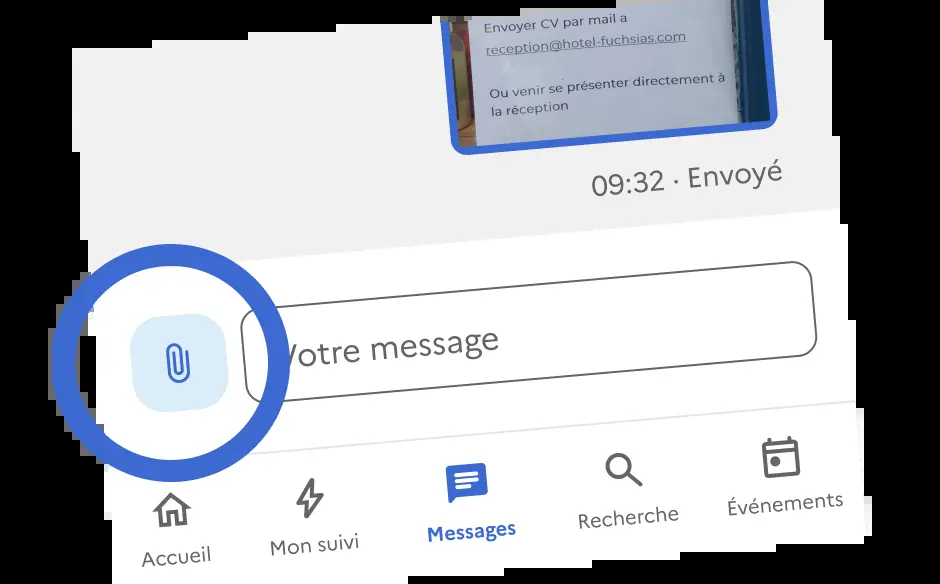 Envoyer CV par mail a
reception@hotel-fuchsias.com
Ou venir se présenter directement à
la réception
09:32 · Envoyé
Votre message
Accueil
Mon suivi
Messages
Recherche
Événements